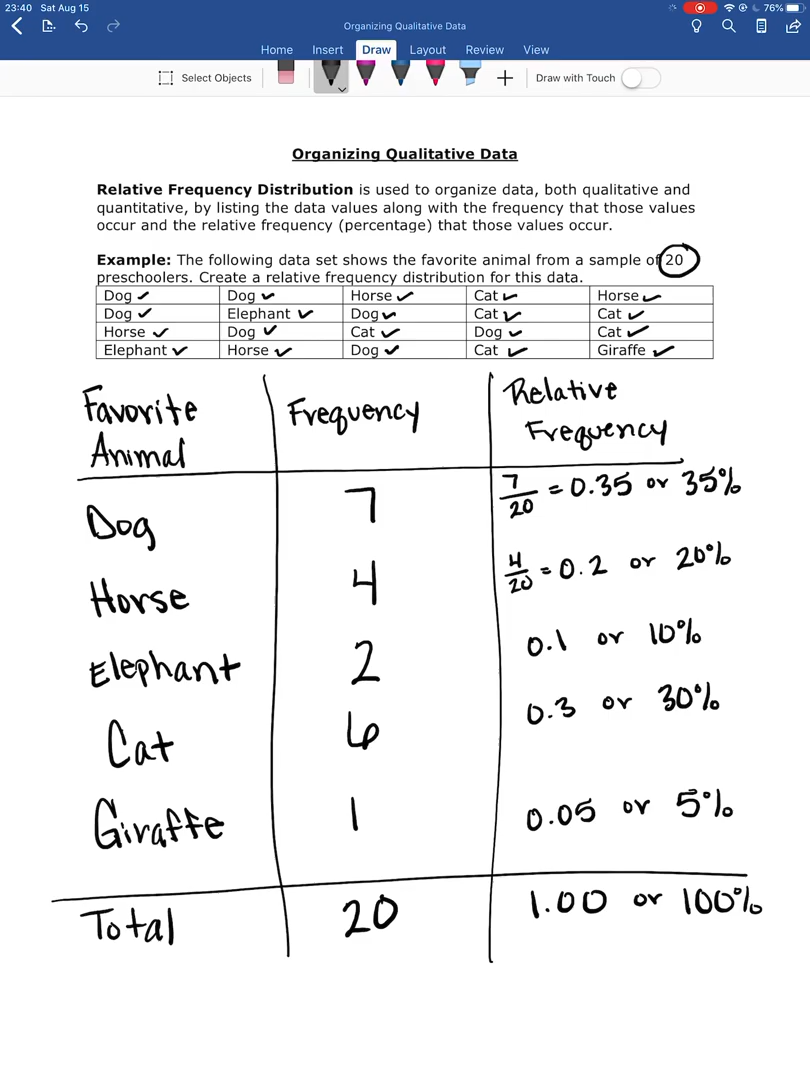 23:40 Sat Aug 15 76%
Organizing Qualitative Data
Home Insert Draw Layout Review View
Select Objects Draw with Touch
Organizing Qualitative Data
Relative Frequency Distribution is used to organize data, both qualitative and
quantitative, by listing the data values along with the frequency that those values
occur and the relative frequency (percentage) that those values occur.
Example: The following data set shows the favorite animal from a sample of 20
preschoolers. Create a relative frequency distribution for this data.
Dog Dog Horse Cat Horse
Dog Elephant Dog Cat Cat
Horse Dog Cat Dog Cat
Elephant Horse Dog Cat Giraffe
Favorite Animal Frequency Relative Frequency
Dog 7 7/20 = 0.35 or 35%
Horse 4 4/20 = 0.2 or 20%
Elephant 2 0.1 or 10%
Cat 6 0.3 or 30%
Giraffe 1 0.05 or 5%
Total 20 1.00 or 100%